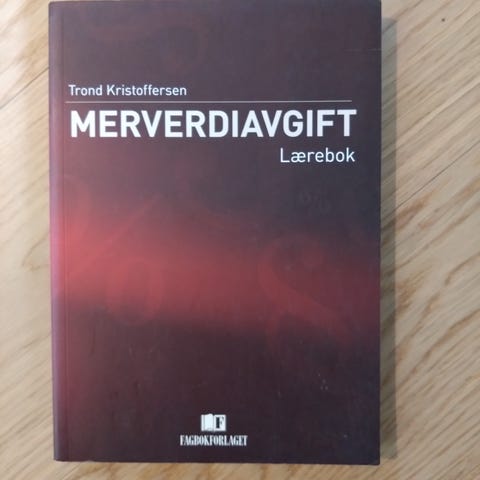 Trond Kristoffersen
MERVERDIAVGIFT
Lærebok
F
FAGBOKFORLAGET